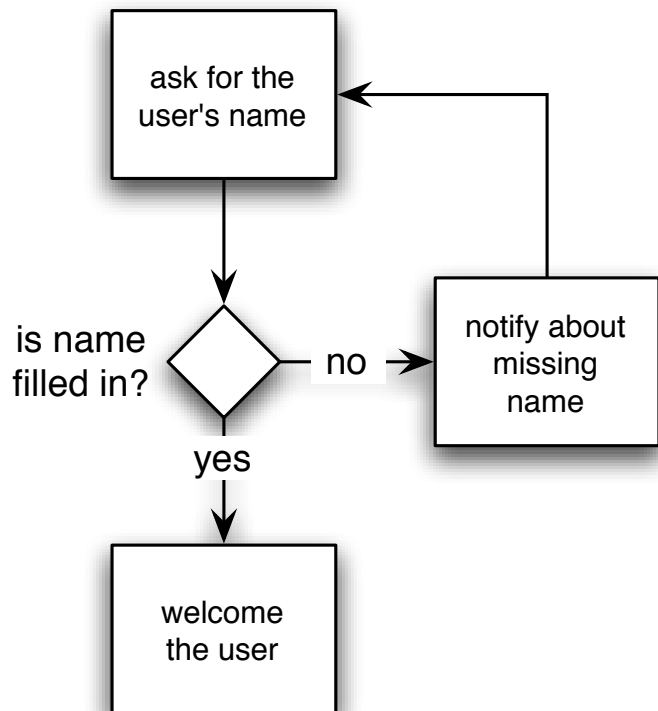 ask for the
user's name
is name
filled in?
no
notify about
missing
name
yes
welcome
the user